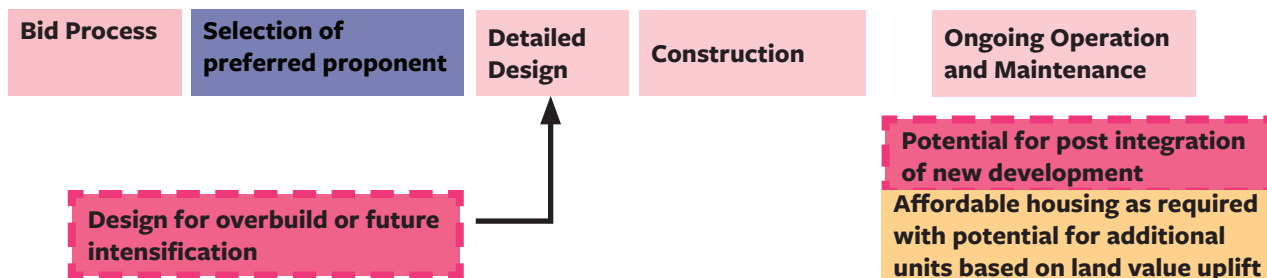 Bid Process
Selection of
preferred proponent
Detailed
Design
Construction
Ongoing Operation
and Maintenance
Potential for post integration
of new development
Design for overbuild or future
intensification
Affordable housing as required
with potential for additional
units based on land value uplift